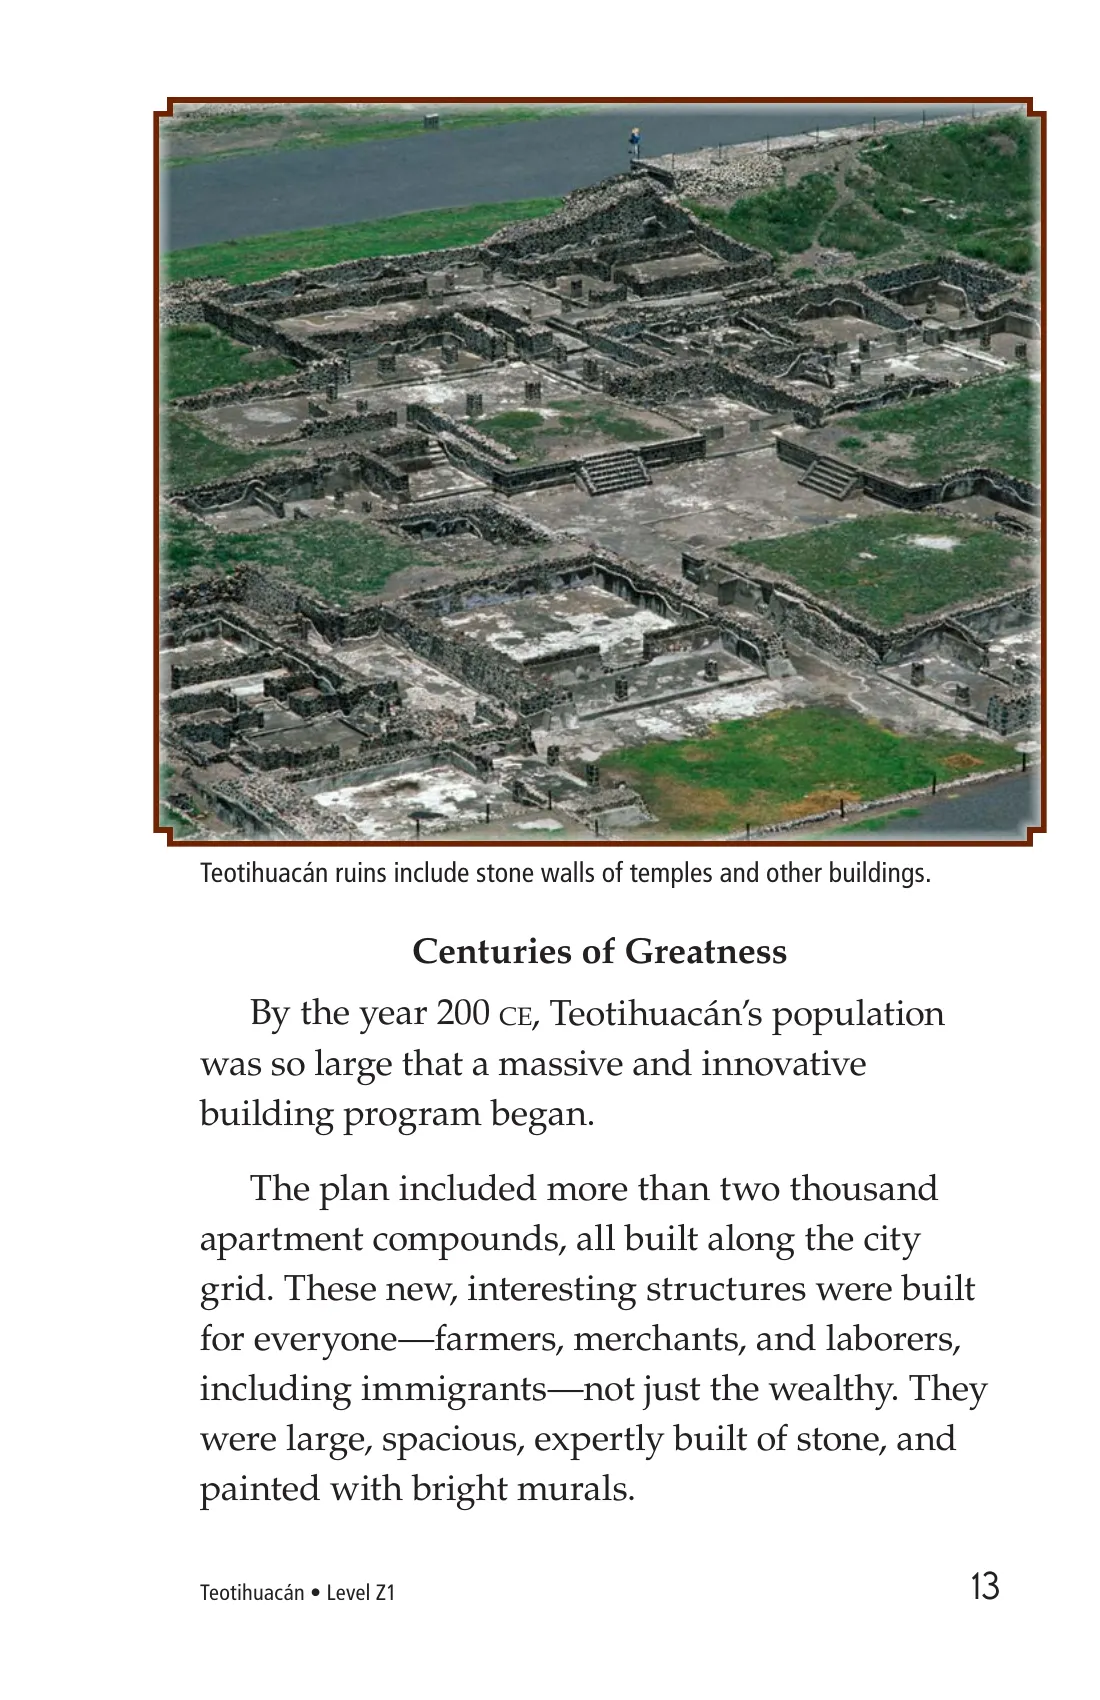 Teotihuacán ruins include stone walls of temples and other buildings.
Centuries of Greatness
By the year 200 CE, Teotihuacán’s population
was so large that a massive and innovative
building program began.
The plan included more than two thousand
apartment compounds, all built along the city
grid. These new, interesting structures were built
for everyone—farmers, merchants, and laborers,
including immigrants—not just the wealthy. They
were large, spacious, expertly built of stone, and
painted with bright murals.
Teotihuacán • Level Z1
13